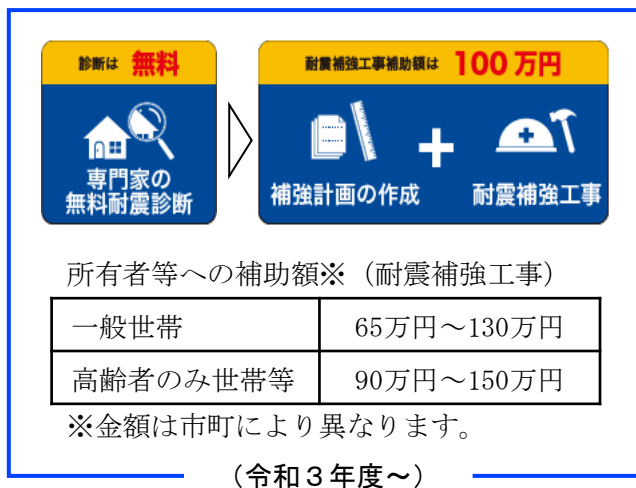 診断は 無料
専門家の
無料耐震診断
耐震補強工事補助額は 100万円
補強計画の作成
+
耐震補強工事
所有者等への補助額※（耐震補強工事）
一般世帯 65万円～130万円
高齢者のみ世帯等 90万円～150万円
※金額は市町により異なります。
（令和３年度～）